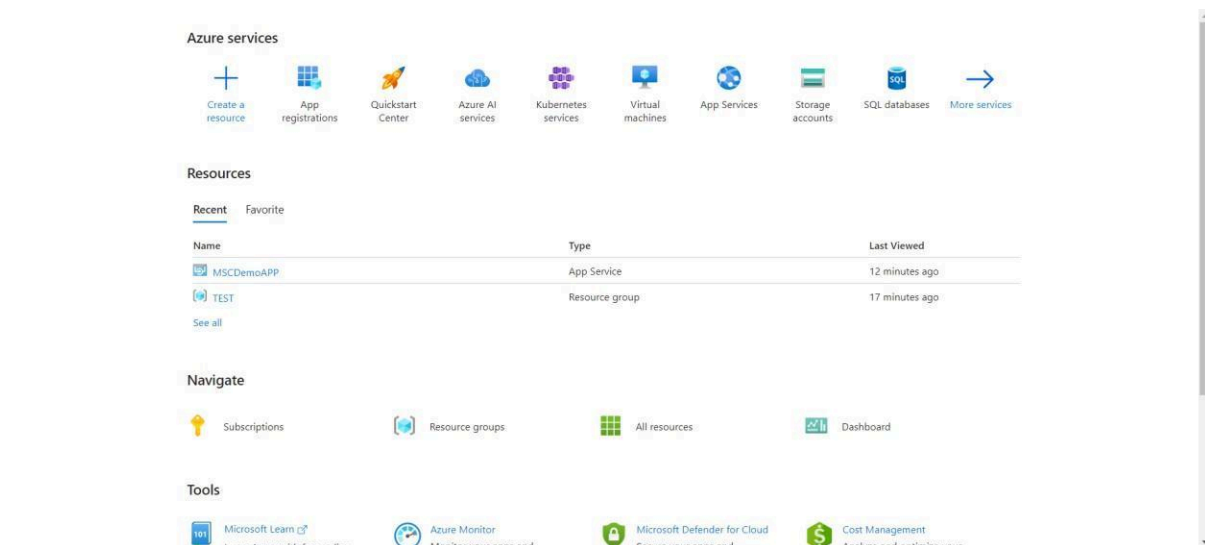 Azure services
Create a resource
App registrations
Quickstart Center
Azure AI services
Kubernetes services
Virtual machines
App Services
Storage accounts
SQL databases
More services
Resources
Recent Favorite
Name Type Last Viewed
MSCDemoAPP App Service 12 minutes ago
TEST Resource group 17 minutes ago
See all
Navigate
Subscriptions Resource groups All resources Dashboard
Tools
101 Microsoft Learn Azure Monitor Microsoft Defender for Cloud Cost Management